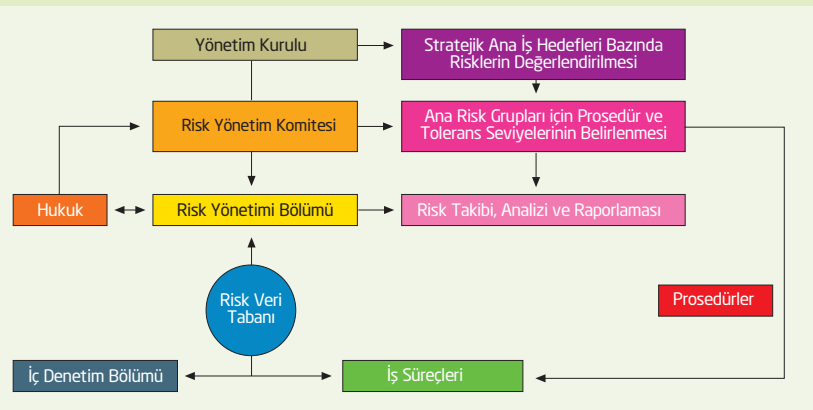 Yönetim Kurulu
Stratejik Ana İş Hedefleri Bazında
Risklerin Değerlendirilmesi
Risk Yönetim Komitesi
Ana Risk Grupları için Prosedür ve
Tolerans Seviyelerinin Belirlenmesi
Hukuk
Risk Yönetimi Bölümü
Risk Takibi, Analizi ve Raporlaması
Risk Veri
Tabanı
Prosedürler
İç Denetim Bölümü
İş Süreçleri